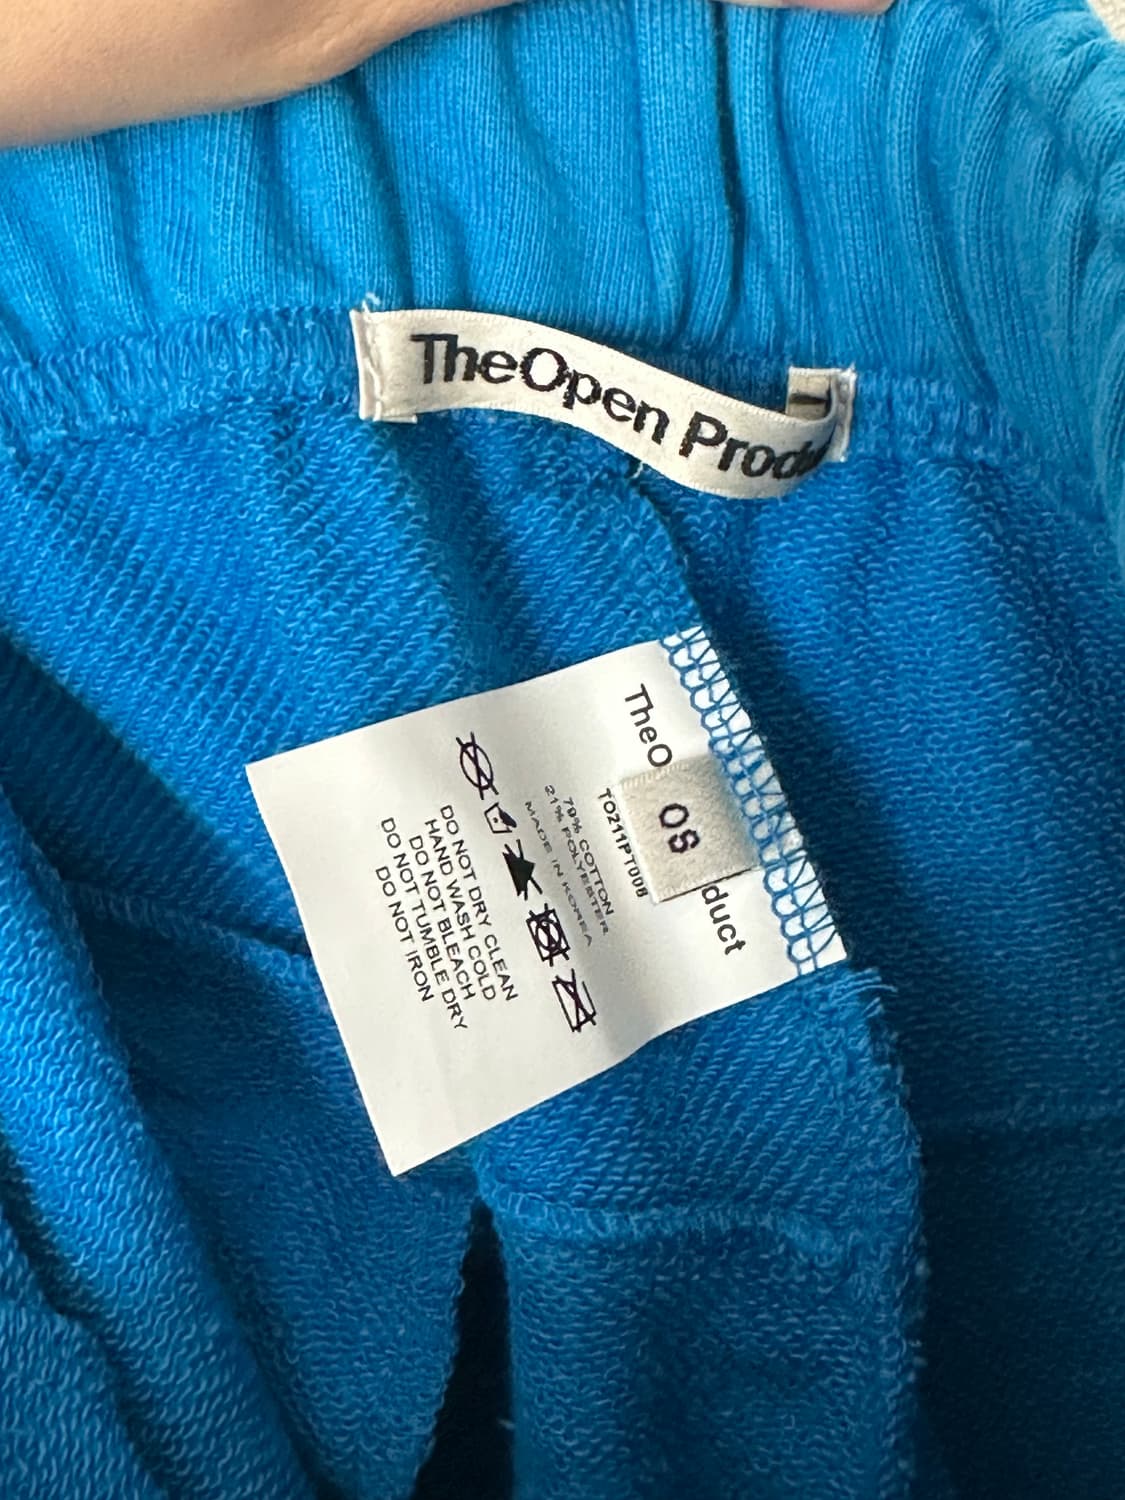 TheOpen Produ
TheO
duct
OS
TO211PT008
79% COTTON
21% POLYESTER
MADE IN KOREA
DO NOT DRY CLEAN
HAND WASH COLD
DO NOT BLEACH
DO NOT TUMBLE DRY
DO NOT IRON